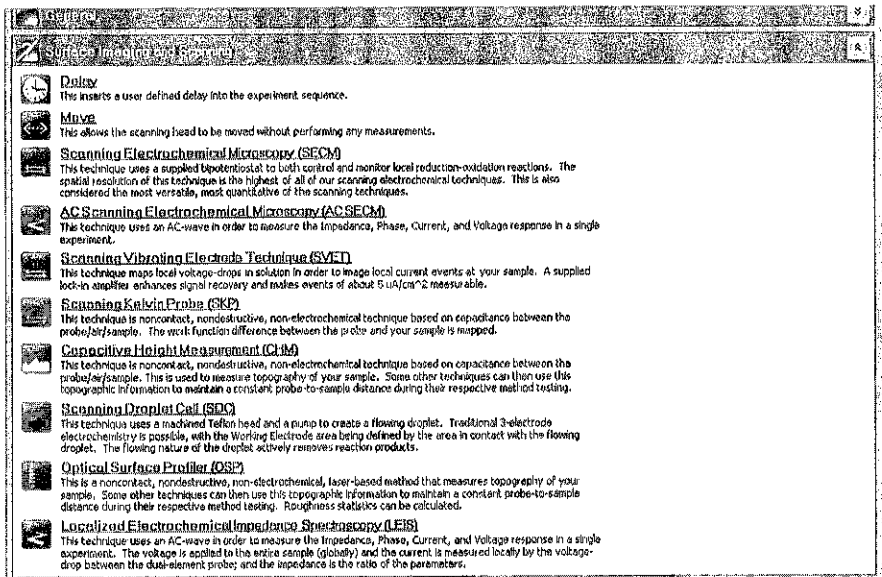 General
Surface Imaging and Scanning
Delay
This inserts a user defined delay into the experiment sequence.
Move
This allows the scanning head to be moved without performing any measurements.
Scanning Electrochemical Microscopy (SECM)
This technique uses a supplied bipotentiostat to both control and monitor local reduction-oxidation reactions. The
spatial resolution of this technique is the highest of all of our scanning electrochemical techniques. This is also
considered the most versatile, most quantitative of the scanning techniques.
AC Scanning Electrochemical Microscopy (ACSECM)
This technique uses an AC-wave in order to measure the Impedance, Phase, Current, and Voltage response in a single
experiment.
Scanning Vibrating Electrode Technique (SVET)
This technique maps local voltage-drops in solution in order to image local current events at your sample. A supplied
lock-in amplifier enhances signal recovery and makes events of about 5 uA/cm^2 measurable.
Scanning Kelvin Probe (SKP)
This technique is noncontact, nondestructive, non-electrochemical technique based on capacitance between the
probe/air/sample. The work function difference between the probe and your sample is mapped.
Capacitive Height Measurement (CHM)
This technique is noncontact, nondestructive, non-electrochemical technique based on capacitance between the
probe/air/sample. This is used to measure topography of your sample. Some other techniques can then use this
topographic information to maintain a constant probe-to-sample distance during their respective method testing.
Scanning Droplet Cell (SDC)
This technique uses a machined Teflon head and a pump to create a flowing droplet. Traditional 3-electrode
electrochemistry is possible, with the Working Electrode area being defined by the area in contact with the flowing
droplet. The flowing nature of the droplet actively removes reaction products.
Optical Surface Profiler (OSP)
This is a noncontact, nondestructive, non-electrochemical, laser-based method that measures topography of your
sample. Some other techniques can then use this topographic information to maintain a constant probe-to-sample
distance during their respective method testing. Roughness statistics can be calculated.
Localized Electrochemical Impedance Spectroscopy (LEIS)
This technique uses an AC-wave in order to measure the Impedance, Phase, Current, and Voltage response in a single
experiment. The voltage is applied to the entire sample (globally) and the current is measured locally by the voltage-
drop between the dual-element probe; and the impedance is the ratio of the parameters.